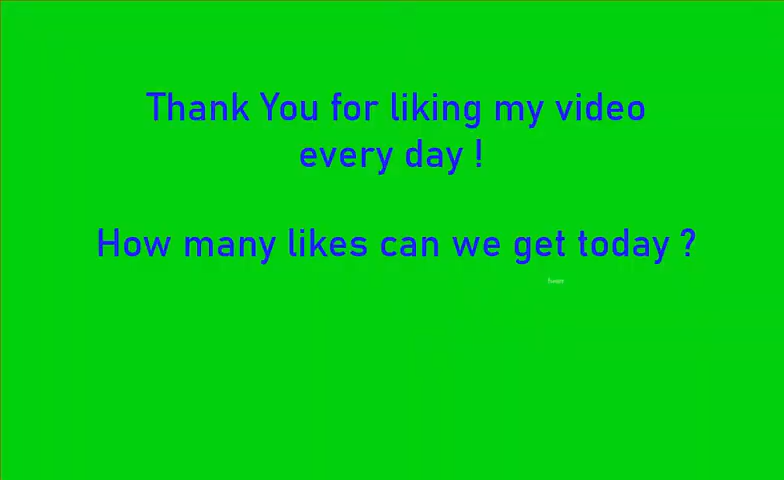 Thank You for liking my video
every day !
How many likes can we get today ?